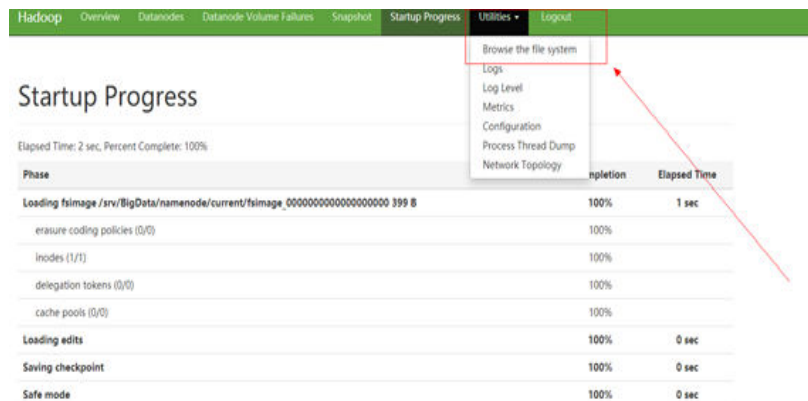 Hadoop Overview Datanodes Datanode Volume Failures Snapshot Startup Progress Utilities Logout
Browse the file system
Logs
Log Level
Metrics
Configuration
Process Thread Dump
Network Topology
Startup Progress
Elapsed Time: 2 sec, Percent Complete: 100%
Phase mpletion Elapsed Time
Loading fsimage /srv/BigData/namenode/current/fsimage_0000000000000000000 399 B 100% 1 sec
erasure coding policies (0/0) 100%
inodes (1/1) 100%
delegation tokens (0/0) 100%
cache pools (0/0) 100%
Loading edits 100% 0 sec
Saving checkpoint 100% 0 sec
Safe mode 100% 0 sec